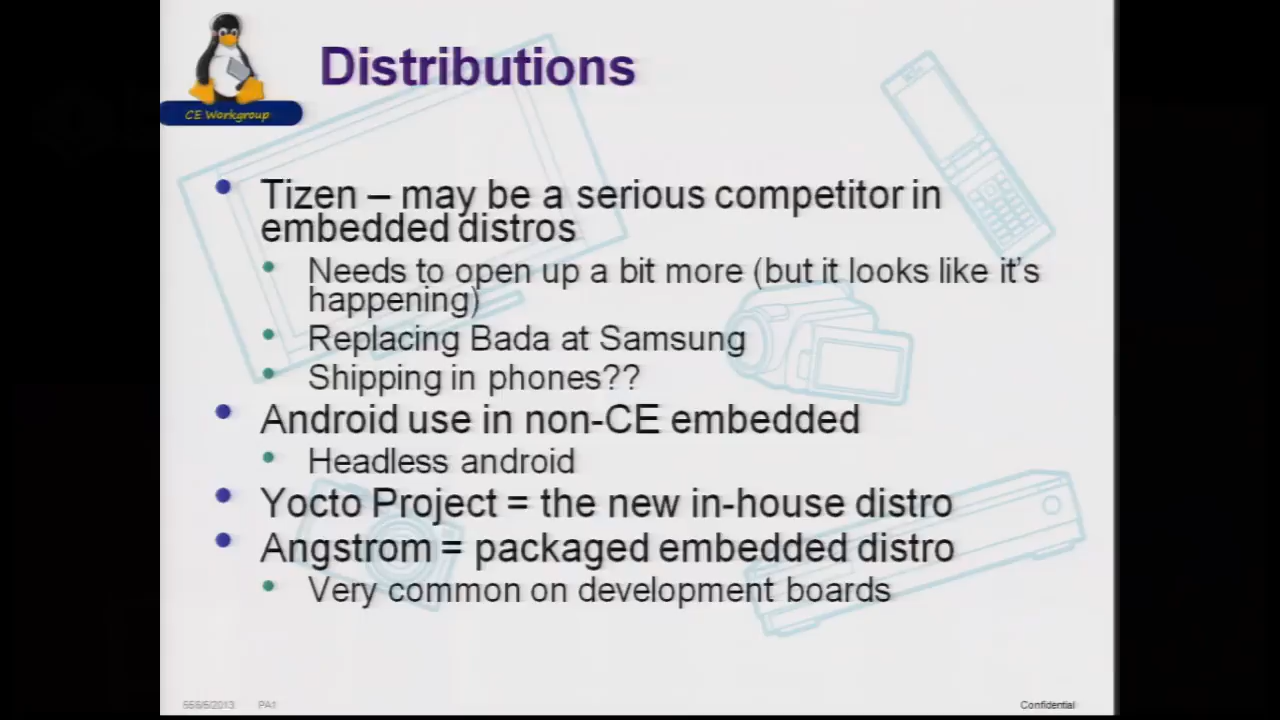 Distributions
CE Workgroup
Tizen – may be a serious competitor in
embedded distros
Needs to open up a bit more (but it looks like it's
happening)
Replacing Bada at Samsung
Shipping in phones??
Android use in non-CE embedded
Headless android
Yocto Project = the new in-house distro
Angstrom = packaged embedded distro
Very common on development boards
PA1
Confidential